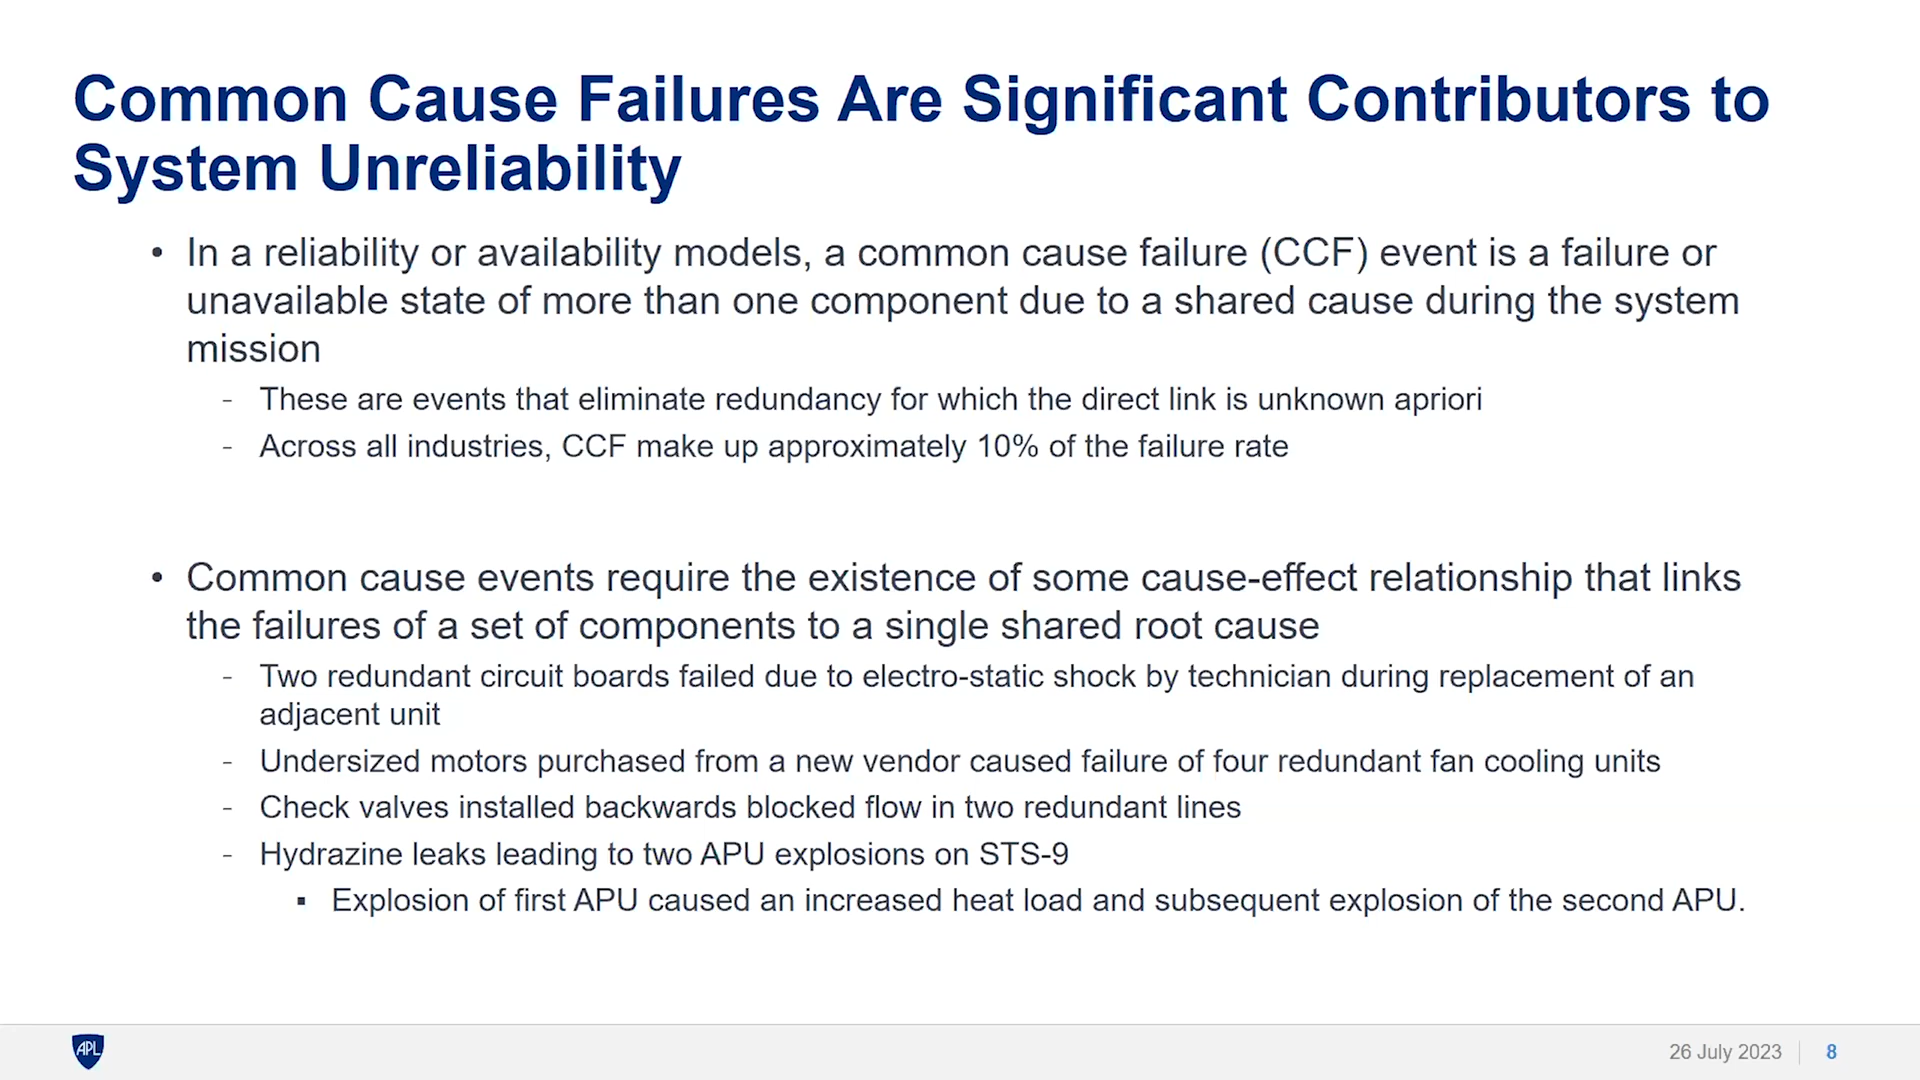 Common Cause Failures Are Significant Contributors to
System Unreliability
• In a reliability or availability models, a common cause failure (CCF) event is a failure or
unavailable state of more than one component due to a shared cause during the system
mission
- These are events that eliminate redundancy for which the direct link is unknown apriori
- Across all industries, CCF make up approximately 10% of the failure rate
• Common cause events require the existence of some cause-effect relationship that links
the failures of a set of components to a single shared root cause
- Two redundant circuit boards failed due to electro-static shock by technician during replacement of an
adjacent unit
- Undersized motors purchased from a new vendor caused failure of four redundant fan cooling units
- Check valves installed backwards blocked flow in two redundant lines
- Hydrazine leaks leading to two APU explosions on STS-9
▪ Explosion of first APU caused an increased heat load and subsequent explosion of the second APU.
APL
26 July 2023
8